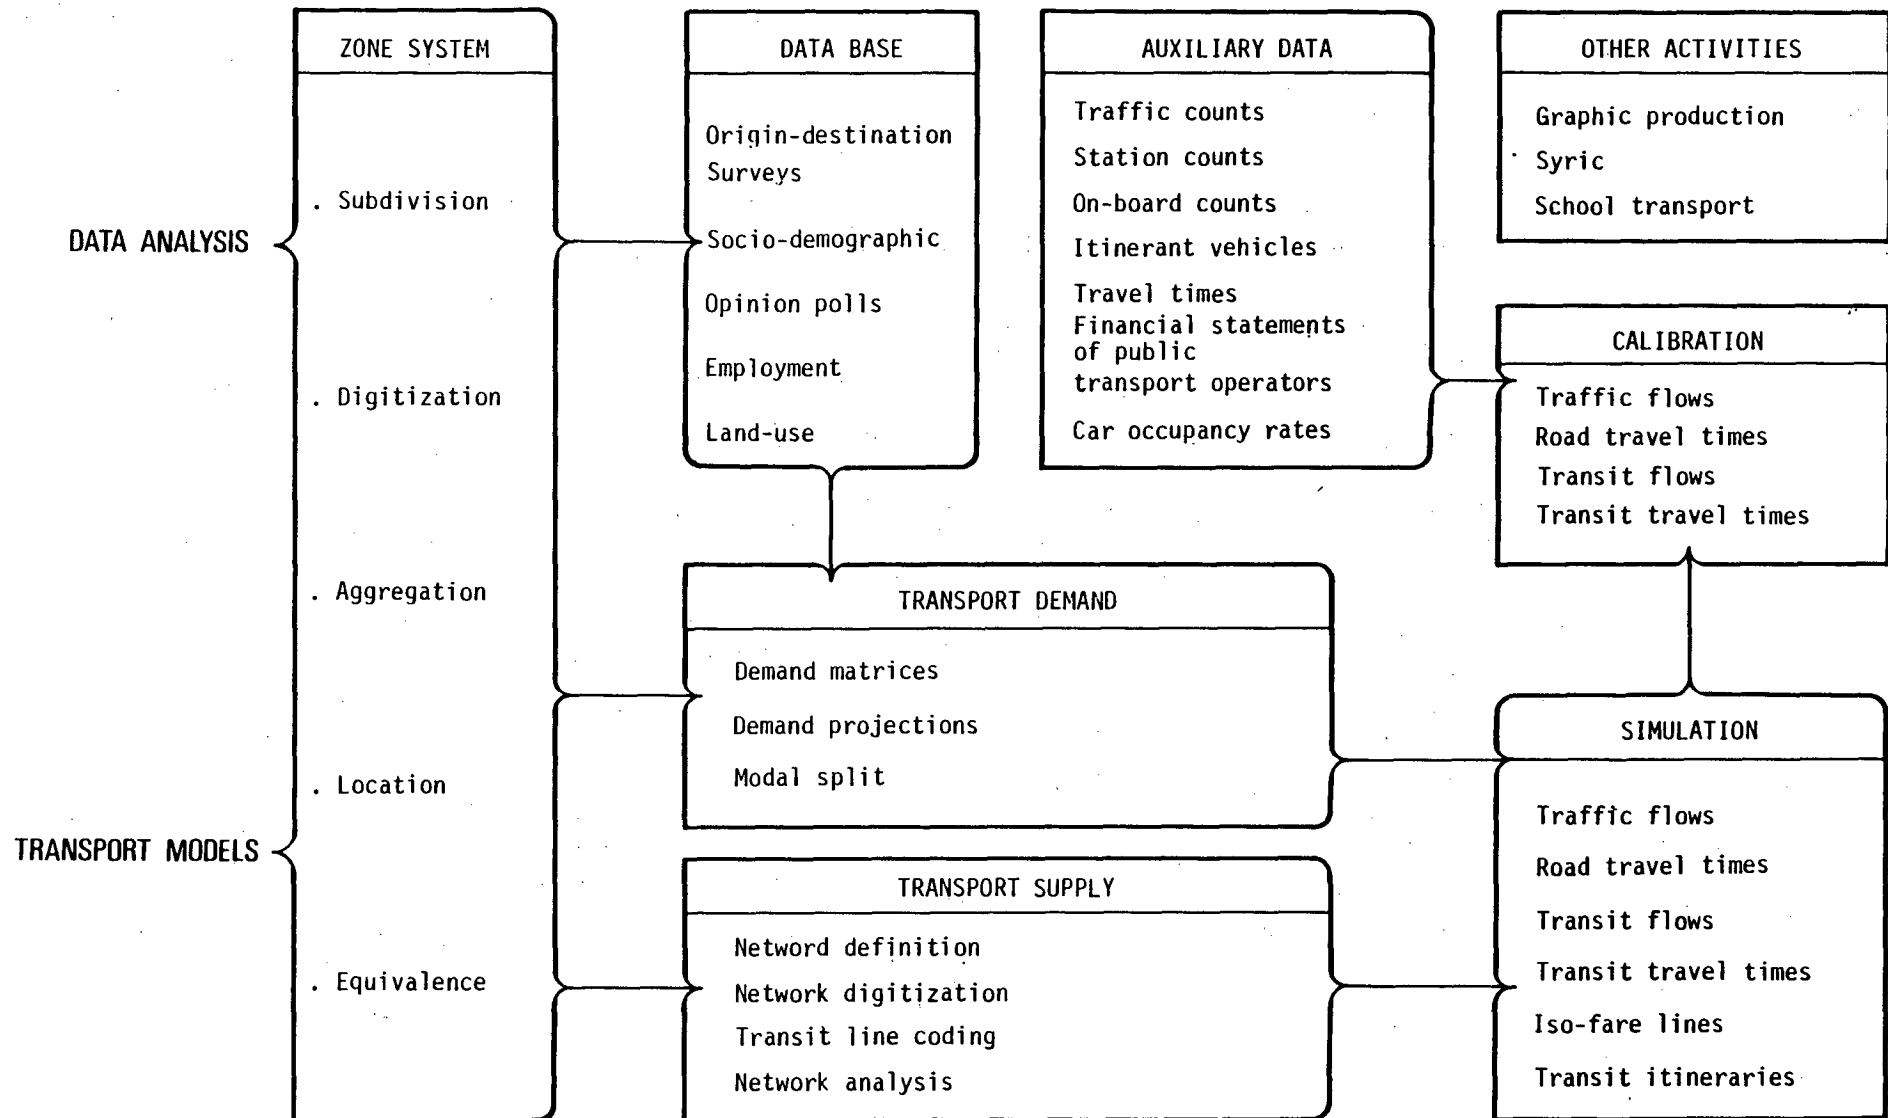 DATA ANALYSIS
TRANSPORT MODELS
ZONE SYSTEM
. Subdivision
. Digitization
. Aggregation
. Location
. Equivalence
DATA BASE
Origin-destination
Surveys
Socio-demographic
Opinion polls
Employment
Land-use
AUXILIARY DATA
Traffic counts
Station counts
On-board counts
Itinerant vehicles
Travel times
Financial statements
of public
transport operators
Car occupancy rates
OTHER ACTIVITIES
Graphic production
Syric
School transport
CALIBRATION
Traffic flows
Road travel times
Transit flows
Transit travel times
TRANSPORT DEMAND
Demand matrices
Demand projections
Modal split
TRANSPORT SUPPLY
Netword definition
Network digitization
Transit line coding
Network analysis
SIMULATION
Traffic flows
Road travel times
Transit flows
Transit travel times
Iso-fare lines
Transit itineraries